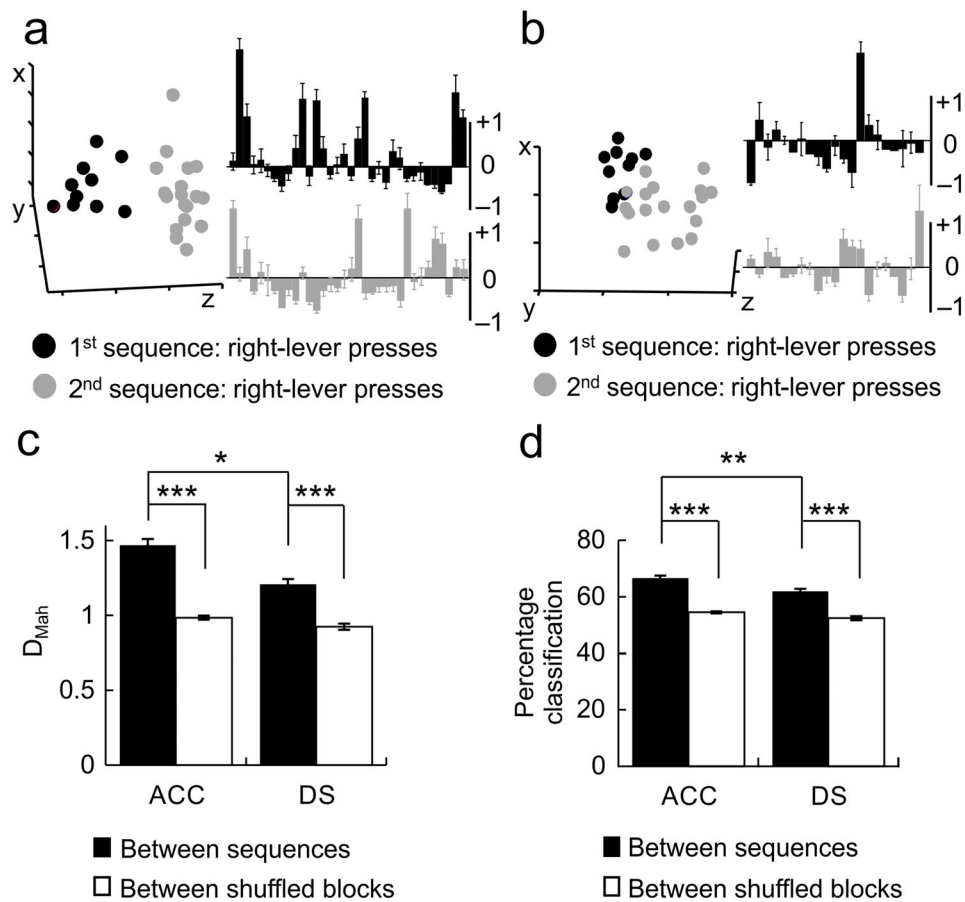 a
x
y
z
+1
0
–1
+1
0
–1
1st sequence: right-lever presses
2nd sequence: right-lever presses
b
x
y
z
+1
0
–1
+1
0
–1
1st sequence: right-lever presses
2nd sequence: right-lever presses
c
*
***
***
1.5
1
0.5
0
DMah
ACC
DS
Between sequences
Between shuffled blocks
d
**
***
***
80
60
40
20
0
Percentage
classification
ACC
DS
Between sequences
Between shuffled blocks